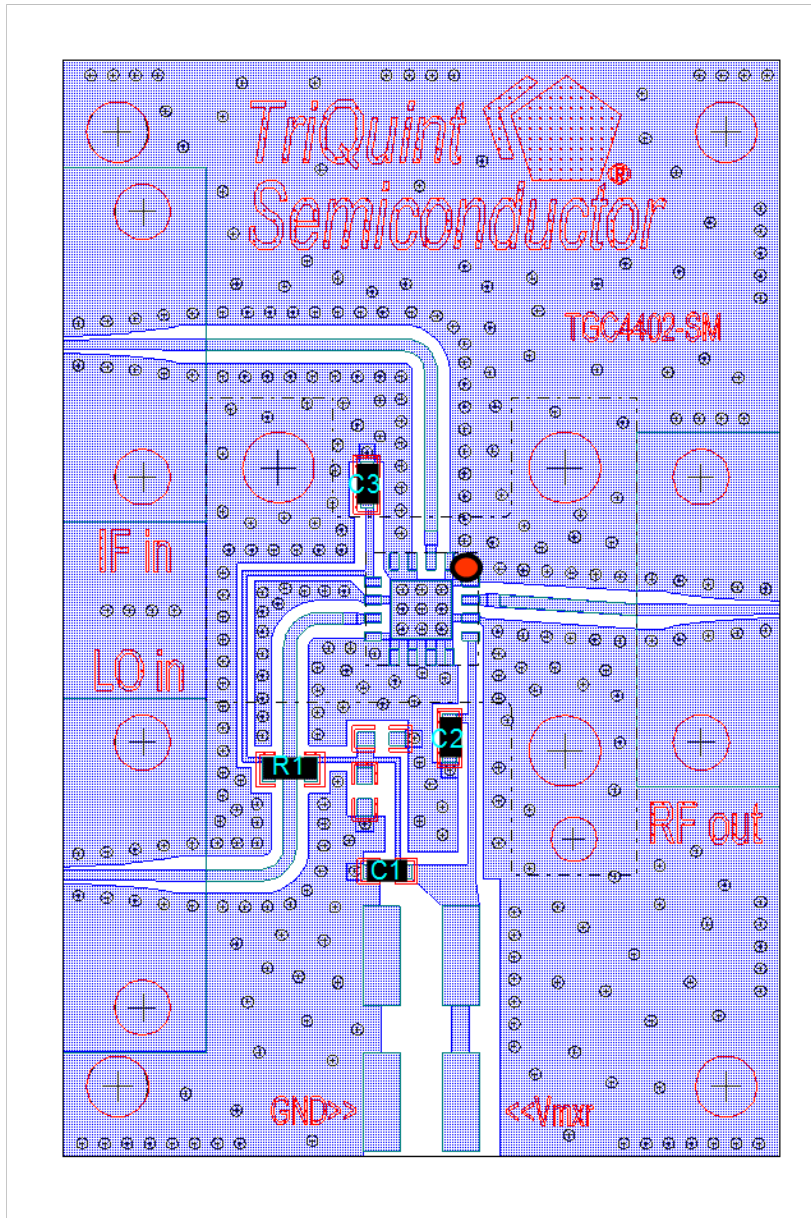 TriQuint
Semiconductor
®
TGC4402-SM
C3
IF in
LO in
C2
R1
RF out
C1
GND>>
<<Vmxr